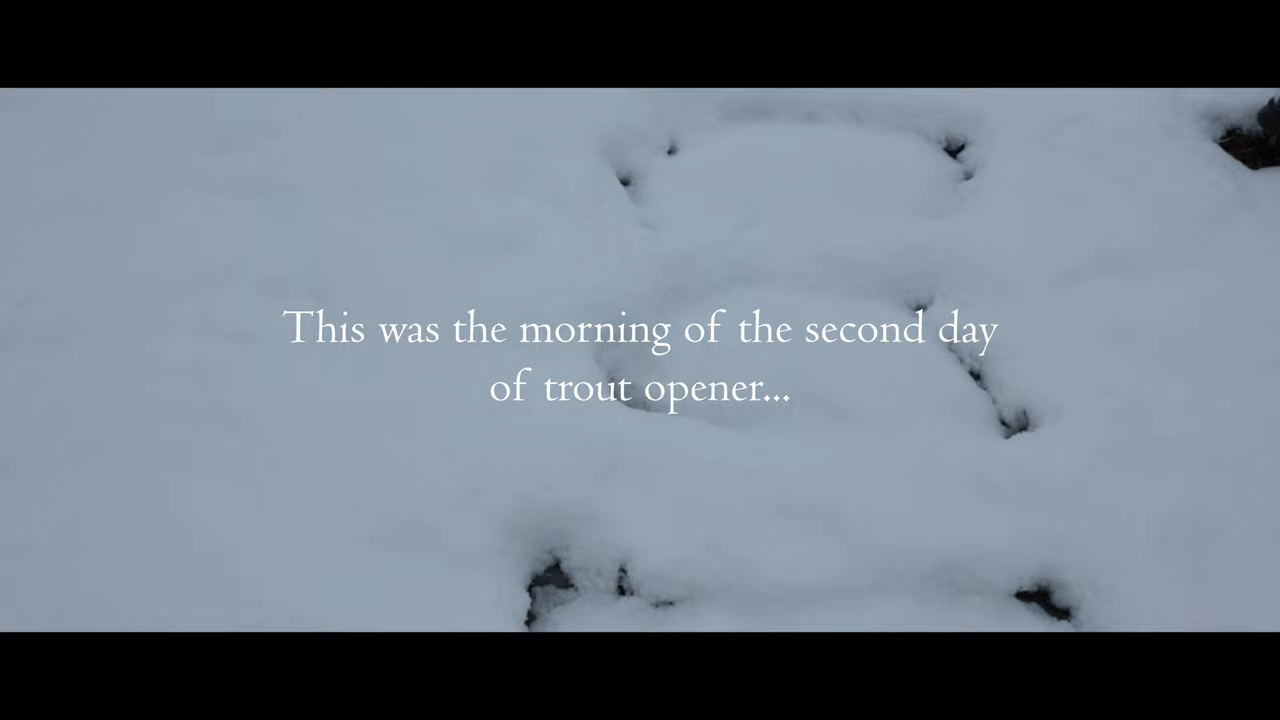 This was the morning of the second day
of trout opener...